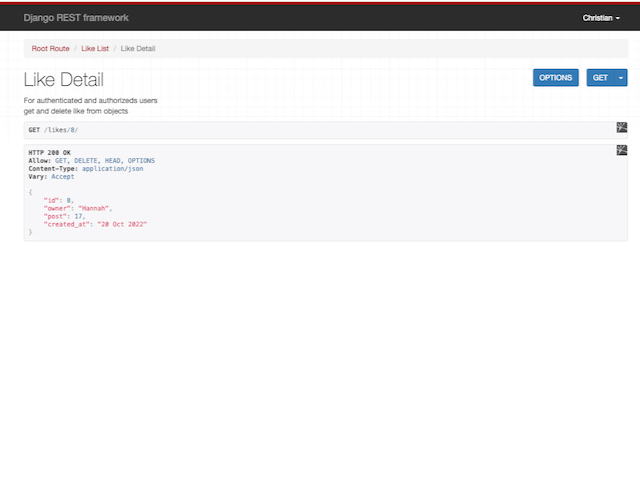 Django REST framework
Christian
Root Route / Like List / Like Detail
Like Detail
OPTIONS
GET
For authenticated and authorizeds users
get and delete like from objects
GET /likes/8/
HTTP 200 OK
Allow: GET, DELETE, HEAD, OPTIONS
Content-Type: application/json
Vary: Accept
{
"id": 8,
"owner": "Hannah",
"post": 17,
"created_at": "20 Oct 2022"
}